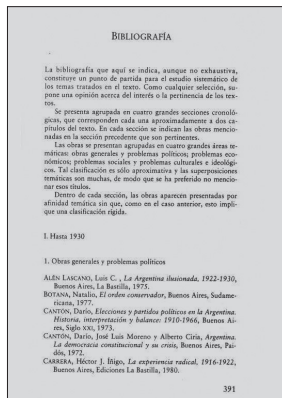 BIBLIOGRAFÍA
La bibliografía que aquí se indica, aunque no exhaustiva,
constituye un punto de partida para el estudio sistemático de
los temas tratados en el texto. Como cualquier selección, su-
pone una opinión acerca del interés o la pertinencia de los tex-
tos.
Se presenta agrupada en cuatro grandes secciones cronoló-
gicas, que corresponden cada una aproximadamente a dos ca-
pítulos del texto. En cada sección se indican las obras mencio-
nadas en la sección precedente que son pertinentes.
Las obras se presentan agrupadas en cuatro grandes áreas te-
máticas: obras generales y problemas políticos; problemas eco-
nómicos; problemas sociales y problemas culturales e ideológi-
cos. Tal clasificación es sólo aproximativa y las superposiciones
temáticas son muchas, de modo que se ha preferido no mencio-
nar esos títulos.
Dentro de cada sección, las obras aparecen presentadas por
afinidad temática sin que, como en el caso anterior, esto impli-
que una clasificación rígida.
I. Hasta 1930
1. Obras generales y problemas políticos
ALÉN LASCANO, Luis C. , La Argentina ilusionada, 1922-1930,
Buenos Aires, La Bastilla, 1975.
BOTANA, Natalio, El orden conservador, Buenos Aires, Sudame-
ricana, 1977.
CANTÓN, Darío, Elecciones y partidos políticos en la Argentina.
Historia, interpretación y balance: 1910-1966, Buenos Ai-
res, Siglo XXI, 1973.
CANTÓN, Darío, José Luis Moreno y Alberto Ciria, Argentina.
La democracia constitucional y su crisis, Buenos Aires, Pai-
dós, 1972.
CARRERA, Héctor J. Íñigo, La experiencia radical, 1916-1922,
Buenos Aires, Ediciones La Bastilla, 1980.
391